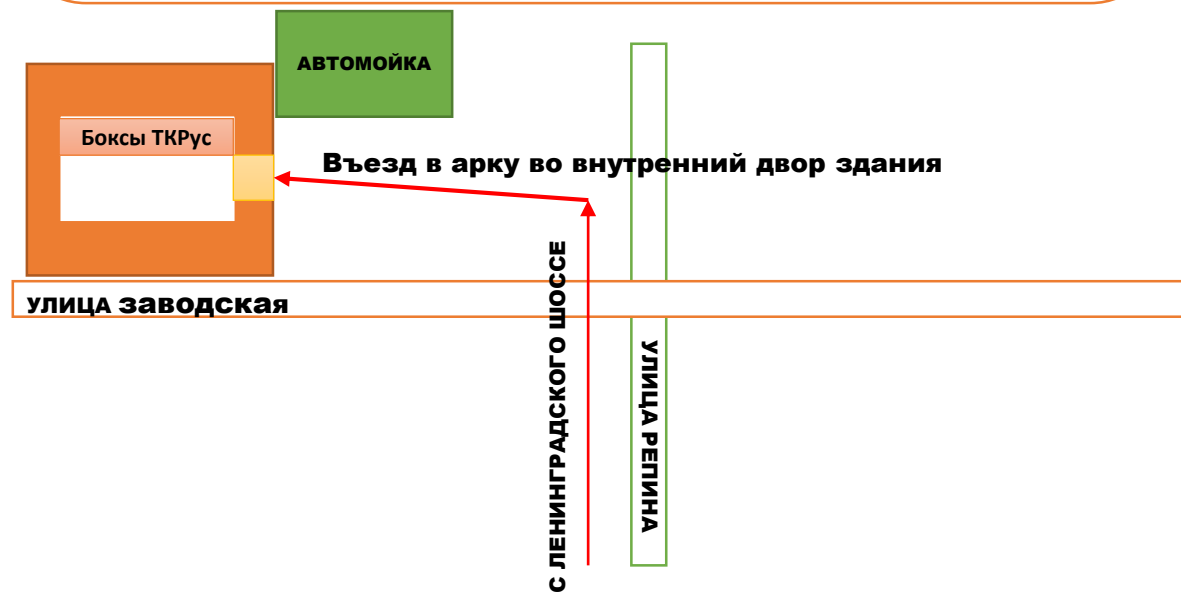 АВТОМОЙКА
Боксы ТКРус
Въезд в арку во внутренний двор здания
УЛИЦА заводская
С ЛЕНИНГРАДСКОГО ШОССЕ
УЛИЦА РЕПИНА